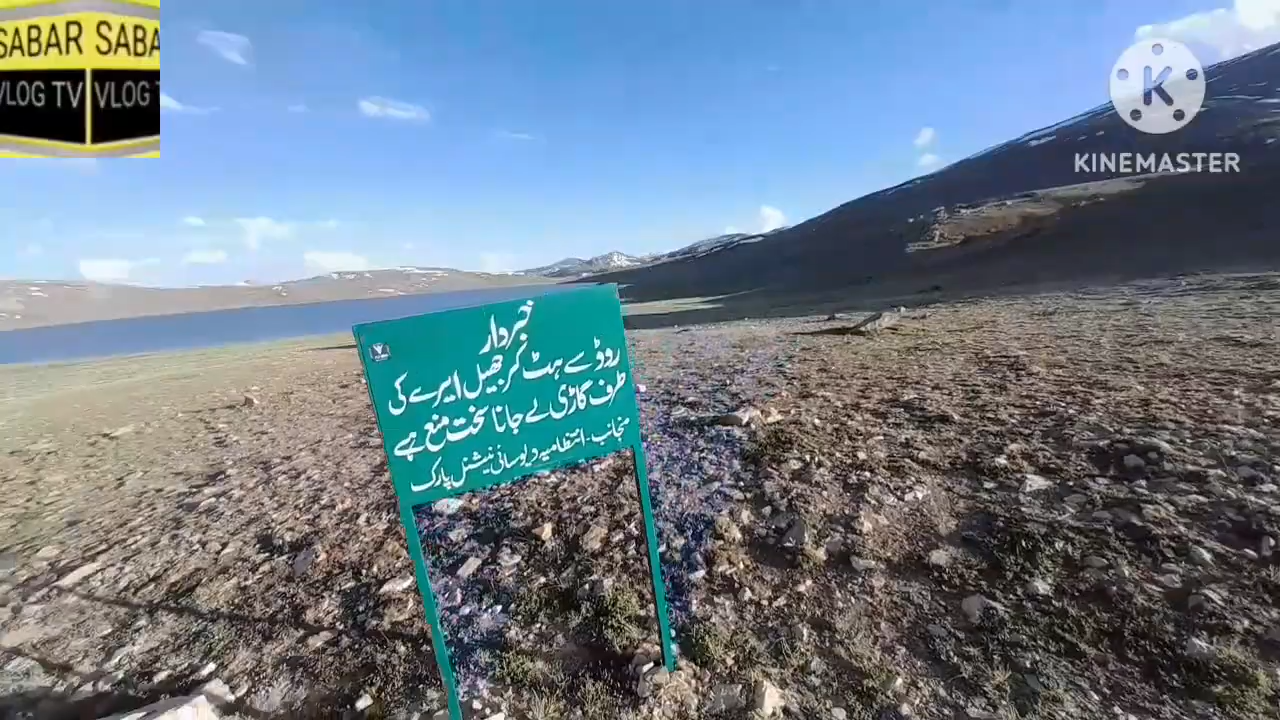 SABAR SABA
VLOG TV VLOG T
K
KINEMASTER
خبردار
روڈ سے ہٹ کر جھیل ایریے کی
طرف گاڑی لے جانا سخت منع ہے
منجانب - انتظامیہ دیوسائی نیشنل پارک